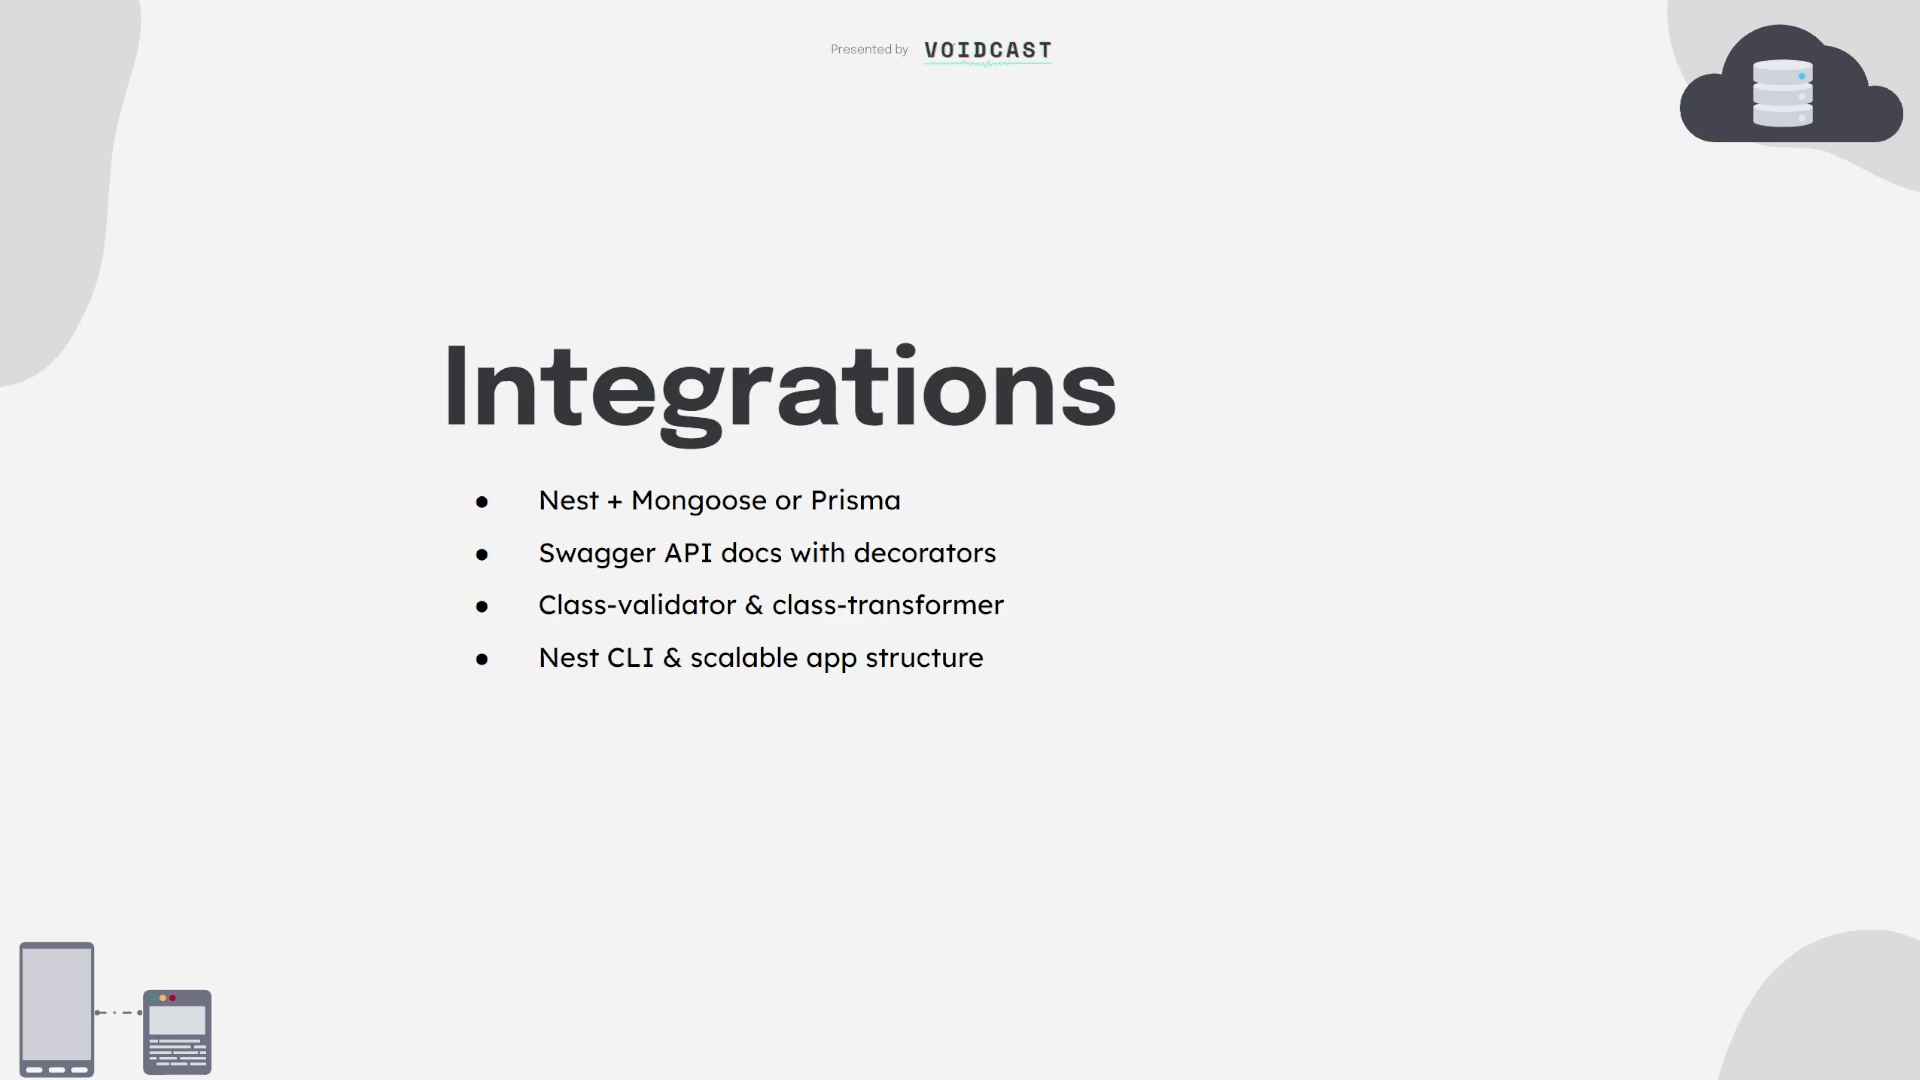 Presented by VOIDCAST
Integrations
● Nest + Mongoose or Prisma
● Swagger API docs with decorators
● Class-validator & class-transformer
● Nest CLI & scalable app structure